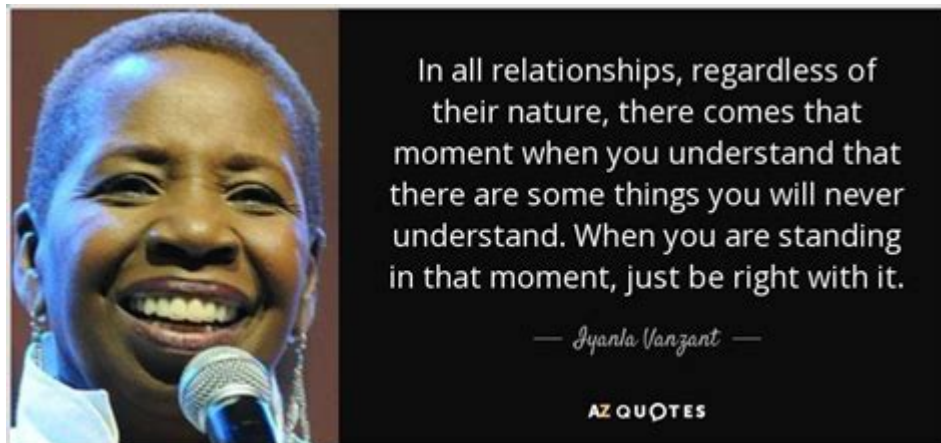 In all relationships, regardless of
their nature, there comes that
moment when you understand that
there are some things you will never
understand. When you are standing
in that moment, just be right with it.
— Iyanla Vanzant —
AZ QUOTES